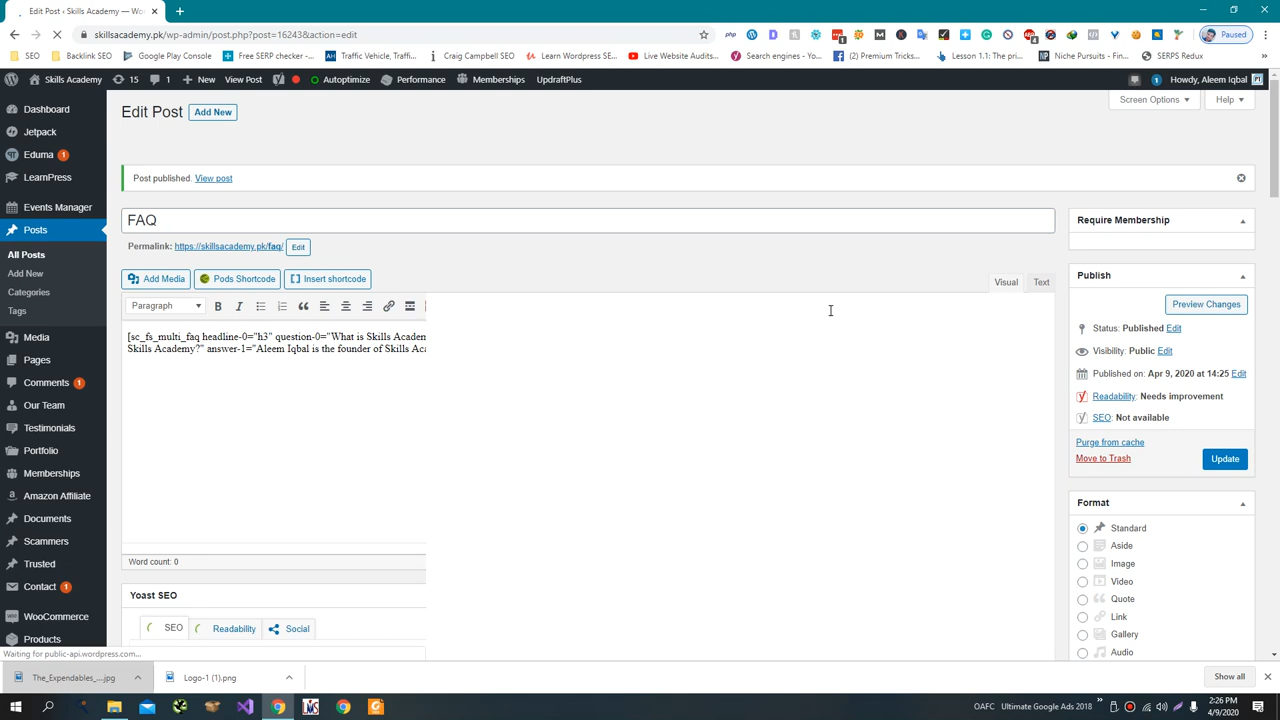 Edit Post ‹ Skills Academy — Wo
skillsacademy.pk/wp-admin/post.php?post=16243&action=edit
Paused
SEO
Backlink SEO
Google Play Console
Free SERP checker -...
Traffic Vehicle, Traffi...
Craig Campbell SEO
Learn Wordpress SE...
Live Website Audits...
Search engines - Yo...
(2) Premium Tricks...
Lesson 1.1: The pri...
Niche Pursuits - Fin...
SERPS Redux
Skills Academy
15
1
New
View Post
Autoptimize
Performance
Memberships
UpdraftPlus
1
Howdy, Aleem Iqbal
Dashboard
Jetpack
Eduma 1
LearnPress
Events Manager
Posts
All Posts
Add New
Categories
Tags
Media
Pages
Comments 1
Our Team
Testimonials
Portfolio
Memberships
Amazon Affiliate
Documents
Scammers
Trusted
Contact 1
WooCommerce
Products
Edit Post
Add New
Screen Options
Help
Post published. View post
FAQ
Permalink: https://skillsacademy.pk/faq/ Edit
Add Media
Pods Shortcode
Insert shortcode
Visual
Text
Paragraph
B
I
[sc_fs_multi_faq headline-0="h3" question-0="What is Skills Academ
Skills Academy?" answer-1="Aleem Iqbal is the founder of Skills Aca
Word count: 0
Yoast SEO
SEO
Readability
Social
Require Membership
Publish
Preview Changes
Status: Published Edit
Visibility: Public Edit
Published on: Apr 9, 2020 at 14:25 Edit
Readability: Needs improvement
SEO: Not available
Purge from cache
Move to Trash
Update
Format
Standard
Aside
Image
Video
Quote
Link
Gallery
Audio
Waiting for public-api.wordpress.com...
The_Expendables_....jpg
Logo-1 (1).png
Show all
OAFC
Ultimate Google Ads 2018
2:26 PM
4/9/2020